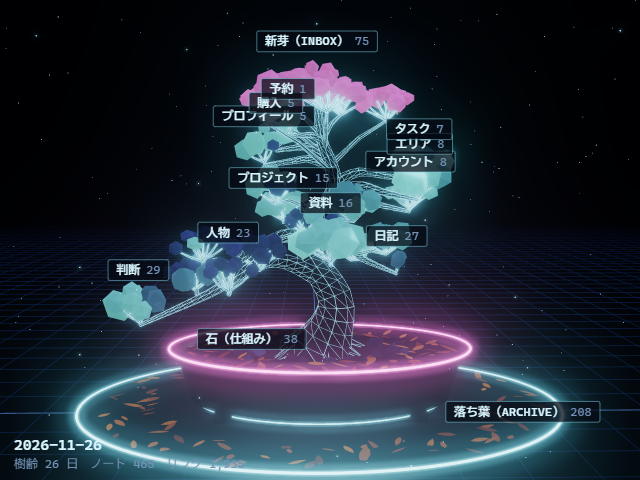 新芽（INBOX） 75
予約 1
購入 5
プロフィール 5
タスク 7
エリア 8
アカウント 8
プロジェクト 15
資料 16
人物 23
日記 27
判断 29
石（仕組み） 38
落ち葉（ARCHIVE） 208
2026-11-26
樹齢 26 日 ノート 465